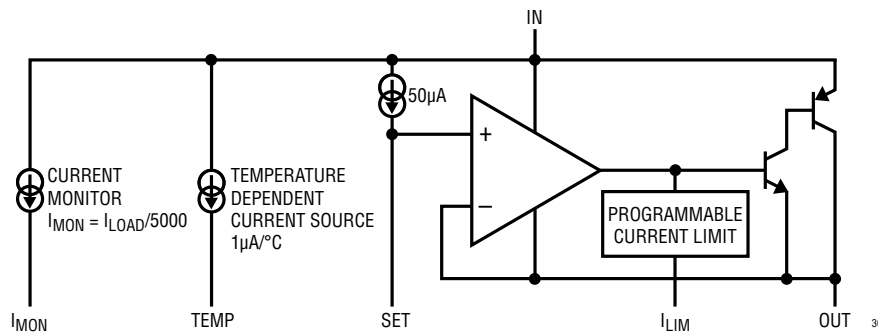 IN
50µA
+
−
CURRENT
MONITOR
IMON = ILOAD/5000
TEMPERATURE
DEPENDENT
CURRENT SOURCE
1µA/°C
PROGRAMMABLE
CURRENT LIMIT
IMON
TEMP
SET
ILIM
OUT